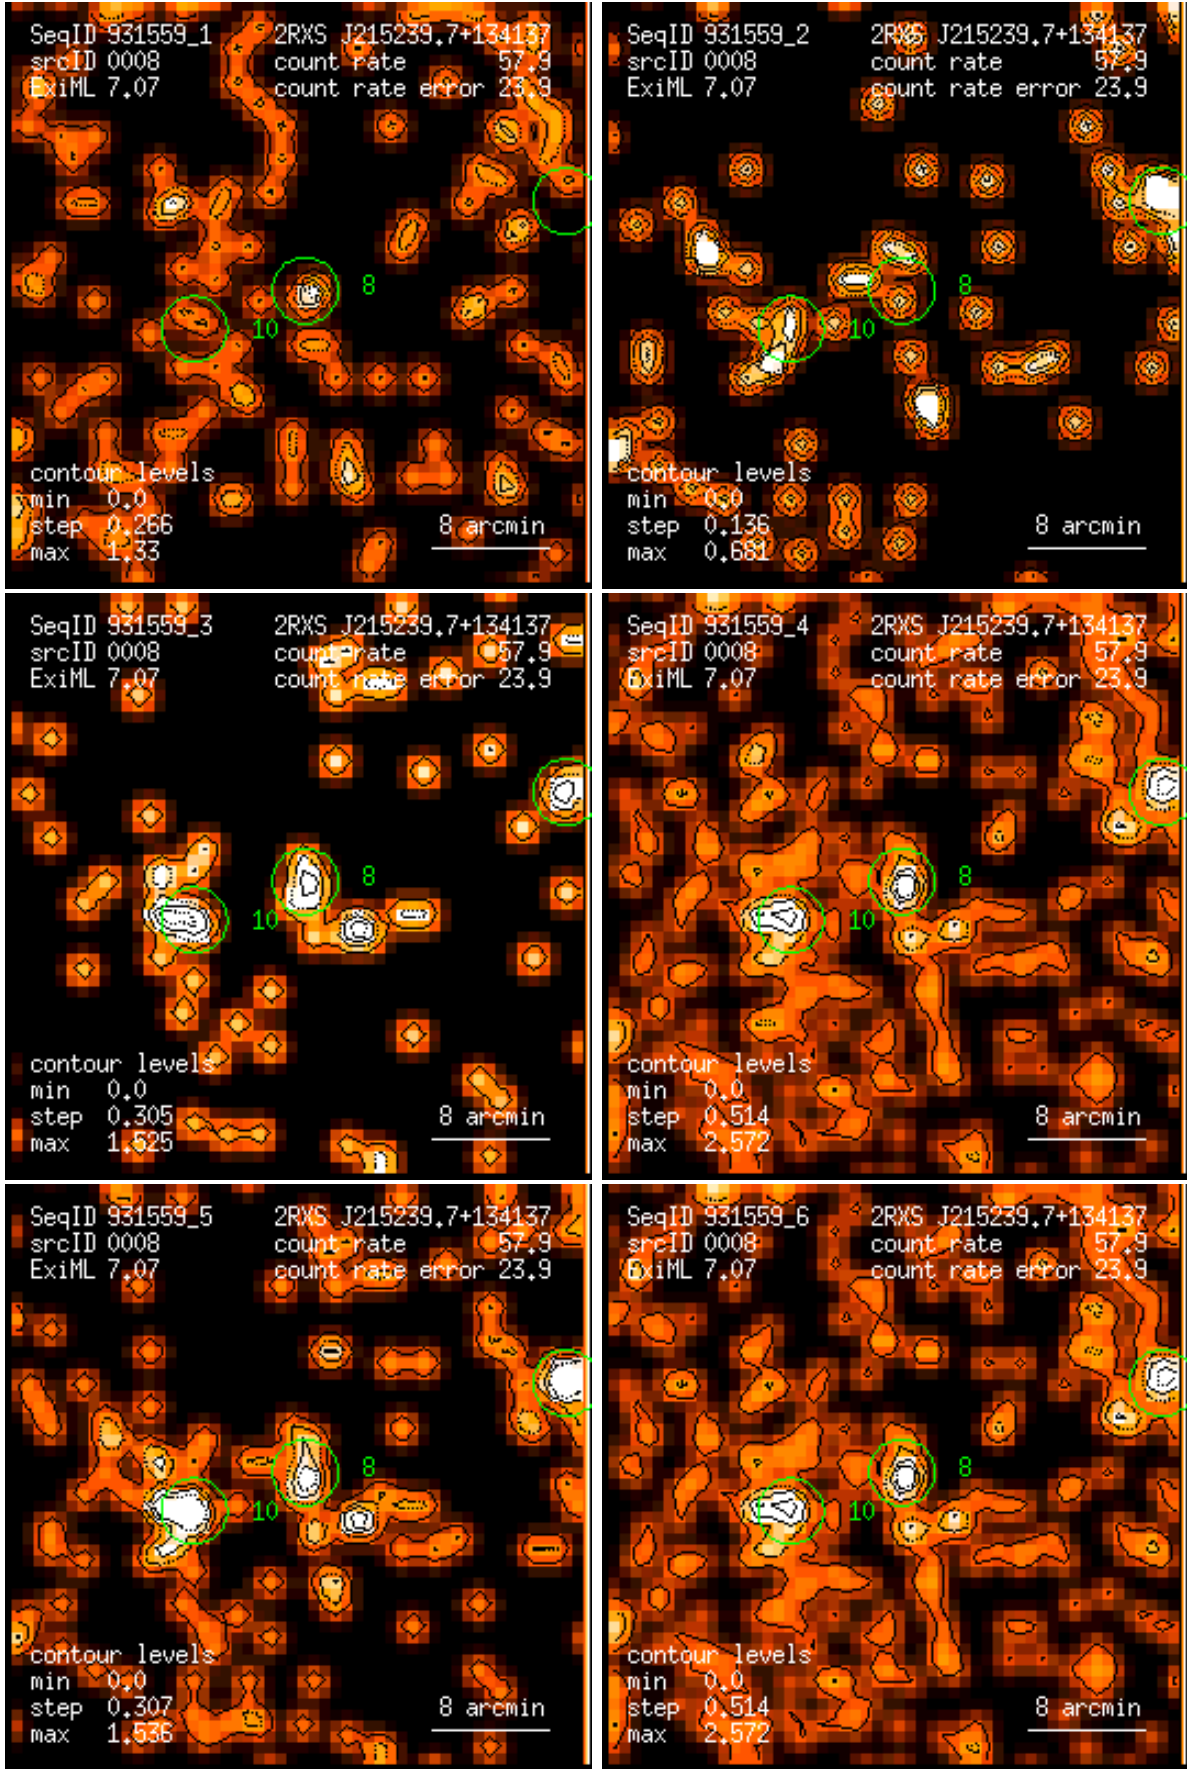 SeqID 931559_1 2RXS J215239.7+134137
srcID 0008 count rate 57.9
ExiML 7.07 count rate error 23.9
8
10
contour levels
min 0.0
step 0.266 8 arcmin
max 1.33
SeqID 931559_2 2RXS J215239.7+134137
srcID 0008 count rate 57.9
ExiML 7.07 count rate error 23.9
8
10
contour levels
min 0.0
step 0.136 8 arcmin
max 0.681
SeqID 931559_3 2RXS J215239.7+134137
srcID 0008 count rate 57.9
ExiML 7.07 count rate error 23.9
8
10
contour levels
min 0.0
step 0.305 8 arcmin
max 1.525
SeqID 931559_4 2RXS J215239.7+134137
srcID 0008 count rate 57.9
ExiML 7.07 count rate error 23.9
8
10
contour levels
min 0.0
step 0.514 8 arcmin
max 2.572
SeqID 931559_5 2RXS J215239.7+134137
srcID 0008 count rate 57.9
ExiML 7.07 count rate error 23.9
8
10
contour levels
min 0.0
step 0.307 8 arcmin
max 1.536
SeqID 931559_6 2RXS J215239.7+134137
srcID 0008 count rate 57.9
ExiML 7.07 count rate error 23.9
8
10
contour levels
min 0.0
step 0.514 8 arcmin
max 2.572